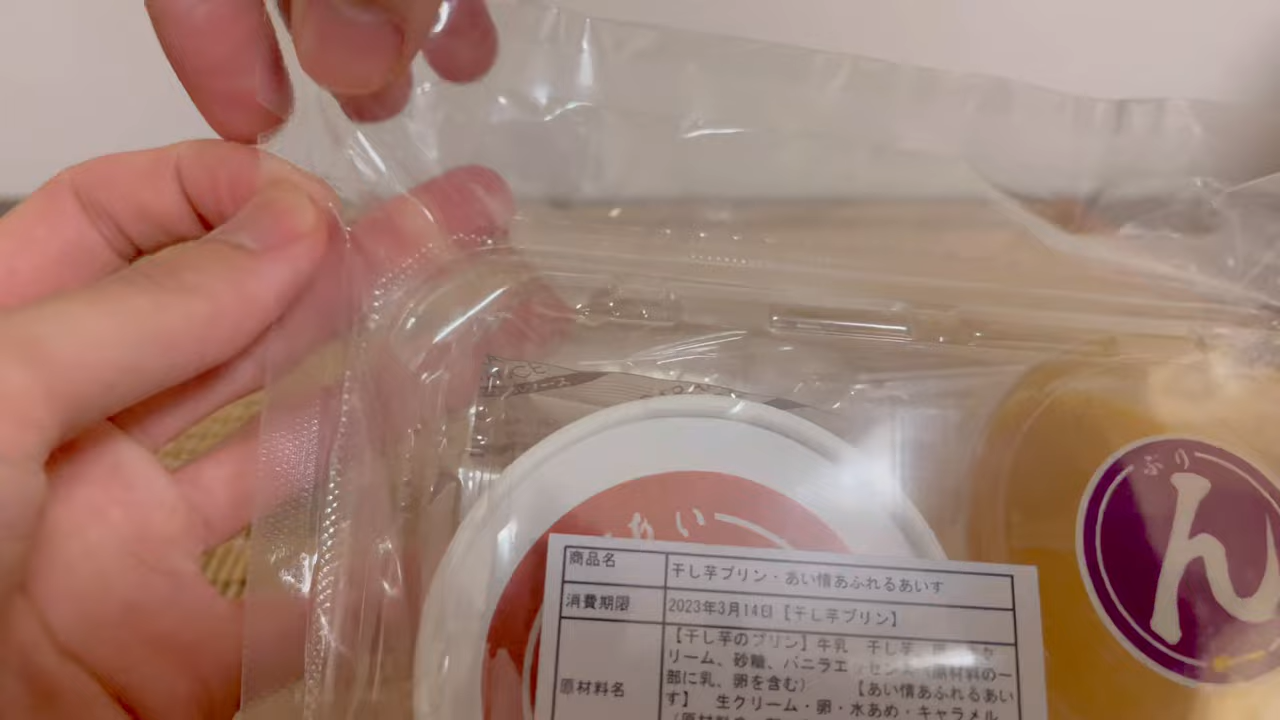 CE
ぷり
ん
あい
商品名 干し芋プリン・あい情あふれるあいす
消費期限 2023年3月14日【干し芋プリン】
原材料名 【干し芋のプリン】牛乳 干し芋
リーム、砂糖、バニラエッセンス（原材料の一
部に乳、卵を含む） 【あい情あふれるあい
す】 生クリーム・卵・水あめ・キャラメル